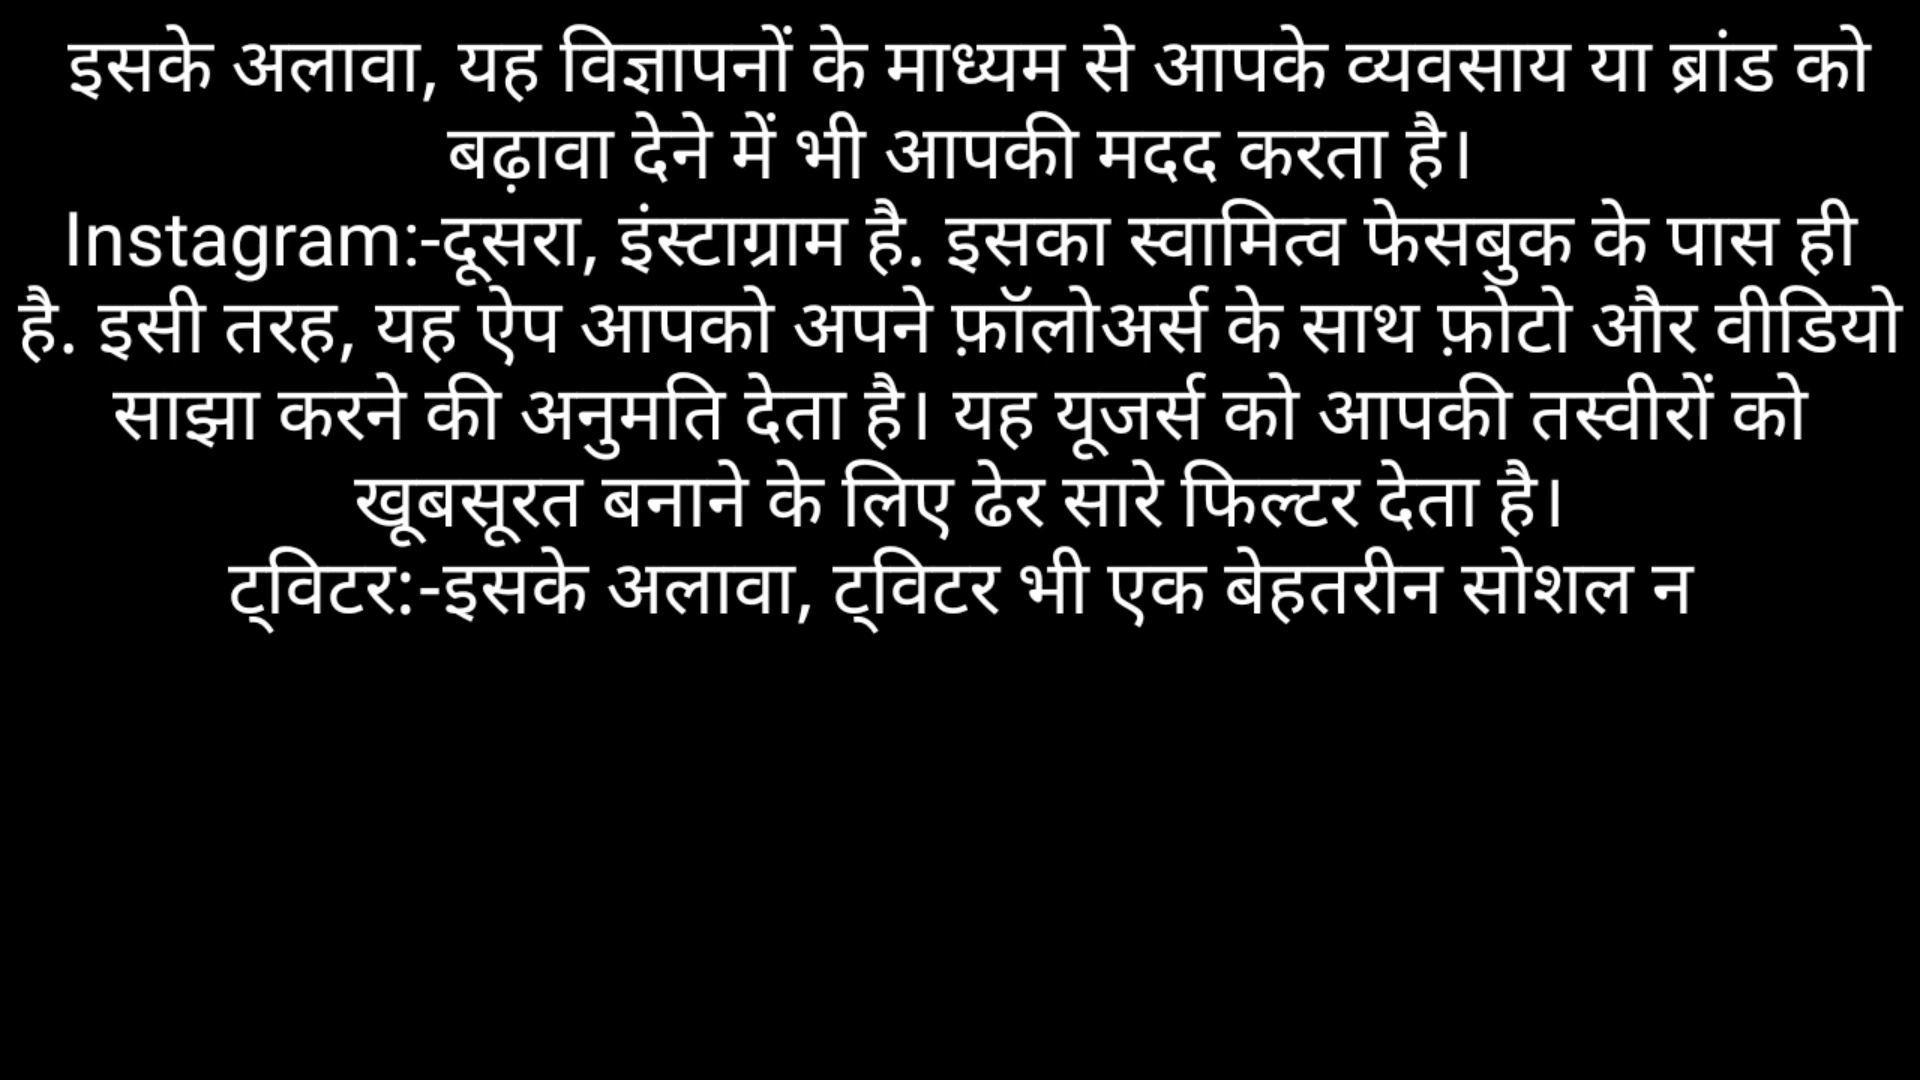 इसके अलावा, यह विज्ञापनों के माध्यम से आपके व्यवसाय या ब्रांड को
बढ़ावा देने में भी आपकी मदद करता है।
Instagram:-दूसरा, इंस्टाग्राम है. इसका स्वामित्व फेसबुक के पास ही
है. इसी तरह, यह ऐप आपको अपने फ़ॉलोअर्स के साथ फ़ोटो और वीडियो
साझा करने की अनुमति देता है। यह यूजर्स को आपकी तस्वीरों को
खूबसूरत बनाने के लिए ढेर सारे फिल्टर देता है।
ट्विटर:-इसके अलावा, ट्विटर भी एक बेहतरीन सोशल न